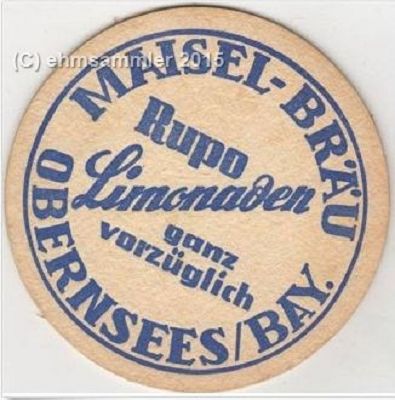 (C) ehmsammler 2015
MAISEL-BRÄU
Rupo
Limonaden
ganz
vorzüglich
OBERNSEES/BAY.